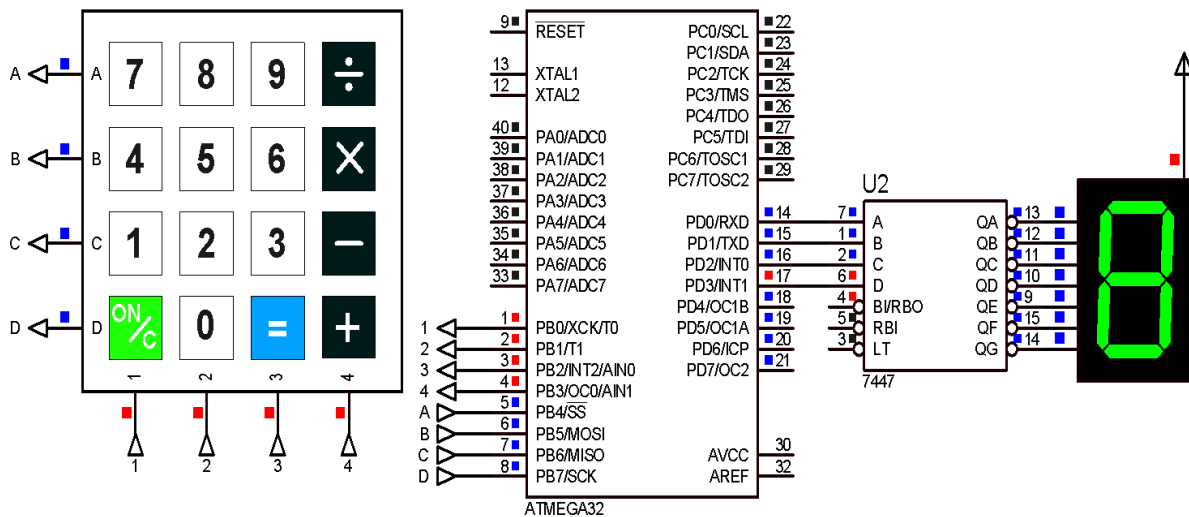 7 8 9 ÷
4 5 6 ×
1 2 3 −
ON/C 0 = +
A A
B B
C C
D D
1 2 3 4
1 2 3 4
9 RESET
13 XTAL1
12 XTAL2
40 PA0/ADC0
39 PA1/ADC1
38 PA2/ADC2
37 PA3/ADC3
36 PA4/ADC4
35 PA5/ADC5
34 PA6/ADC6
33 PA7/ADC7
1 1 PB0/XCK/T0
2 2 PB1/T1
3 3 PB2/INT2/AIN0
4 4 PB3/OC0/AIN1
A 5 PB4/SS
B 6 PB5/MOSI
C 7 PB6/MISO
D 8 PB7/SCK
PC0/SCL 22
PC1/SDA 23
PC2/TCK 24
PC3/TMS 25
PC4/TDO 26
PC5/TDI 27
PC6/TOSC1 28
PC7/TOSC2 29
PD0/RXD 14
PD1/TXD 15
PD2/INT0 16
PD3/INT1 17
PD4/OC1B 18
PD5/OC1A 19
PD6/ICP 20
PD7/OC2 21
AVCC 30
AREF 32
ATMEGA32
U2
7 A QA 13
1 B QB 12
2 C QC 11
6 D QD 10
4 BI/RBO QE 9
5 RBI QF 15
3 LT QG 14
7447
8